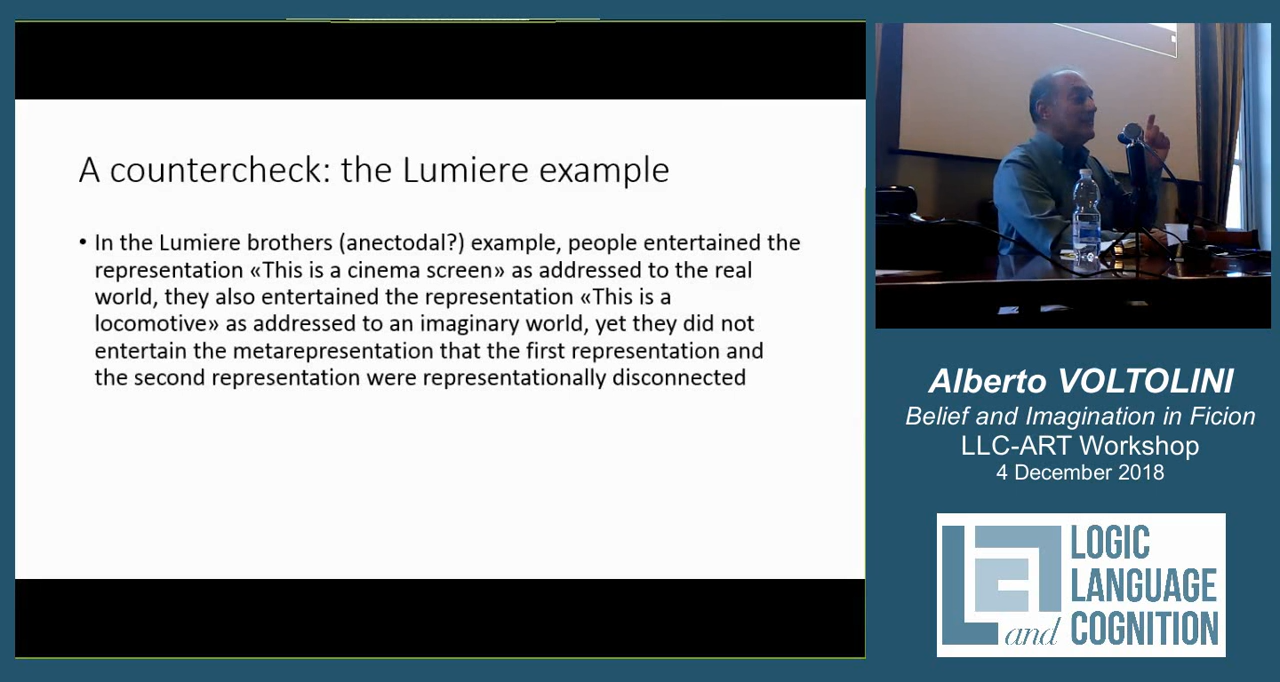 A countercheck: the Lumiere example
• In the Lumiere brothers (anectodal?) example, people entertained the
representation «This is a cinema screen» as addressed to the real
world, they also entertained the representation «This is a
locomotive» as addressed to an imaginary world, yet they did not
entertain the metarepresentation that the first representation and
the second representation were representationally disconnected
Alberto VOLTOLINI
Belief and Imagination in Ficion
LLC-ART Workshop
4 December 2018
LOGIC
LANGUAGE
and COGNITION